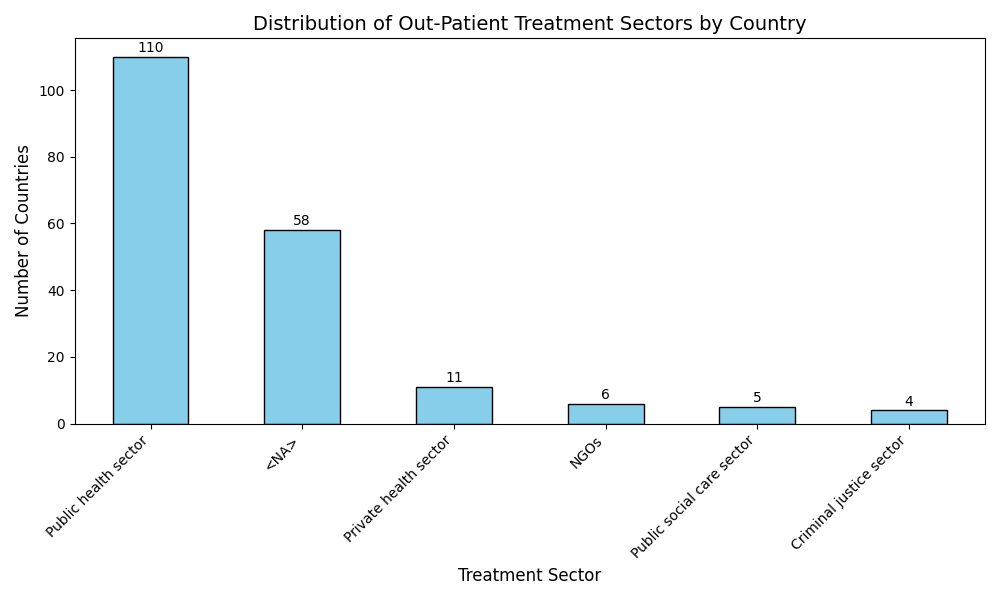 Distribution of Out-Patient Treatment Sectors by Country
Number of Countries
100
80
60
40
20
0
110
58
11
6
5
4
Public health sector
<NA>
Private health sector
NGOs
Public social care sector
Criminal justice sector
Treatment Sector